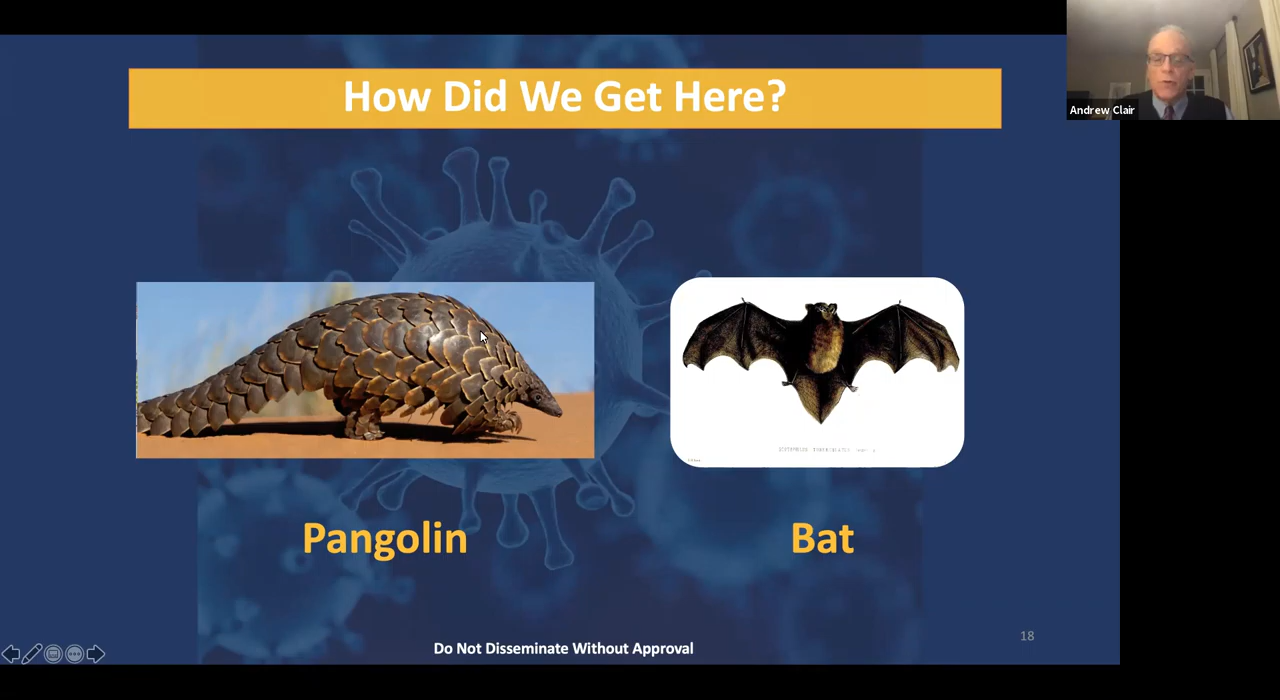 How Did We Get Here?
Andrew Clair
Pangolin
Bat
Do Not Disseminate Without Approval
18